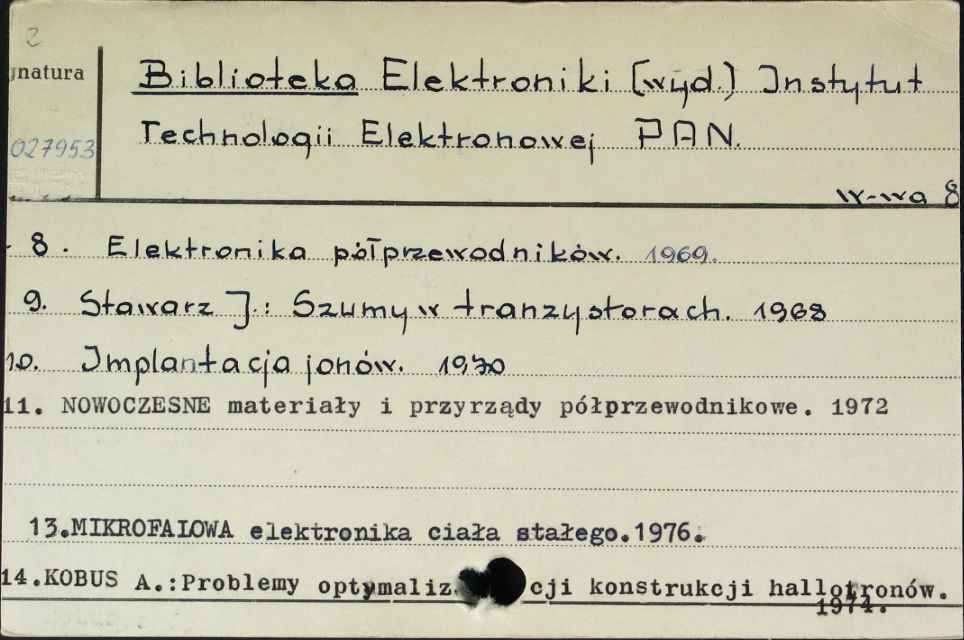 2
ynatura
Biblioteka Elektroniki (wyd.) Instytut
027953
Technologii Elektronowej PAN.
W-wa 8
8. Elektronika półprzewodników. 1969.
9. Stawarz J.: Szumy w tranzystorach. 1968
10. Implantacja jonów. 1970
11. NOWOCZESNE materiały i przyrządy półprzewodnikowe. 1972
13.MIKROFALOWA elektronika ciała stałego.1976.
14.KOBUS A.:Problemy optymaliz cji konstrukcji hallotronów.
1974.